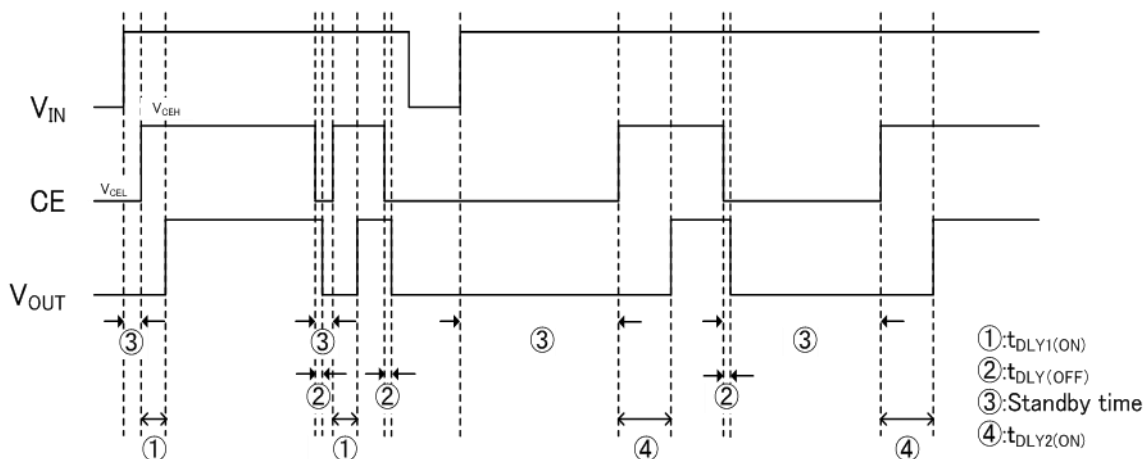 VIN
VCEH
VCEL
CE
VOUT
③ ③ ③ ③
② ② ②
① ① ④ ④
①:tDLY1(ON)
②:tDLY(OFF)
③:Standby time
④:tDLY2(ON)